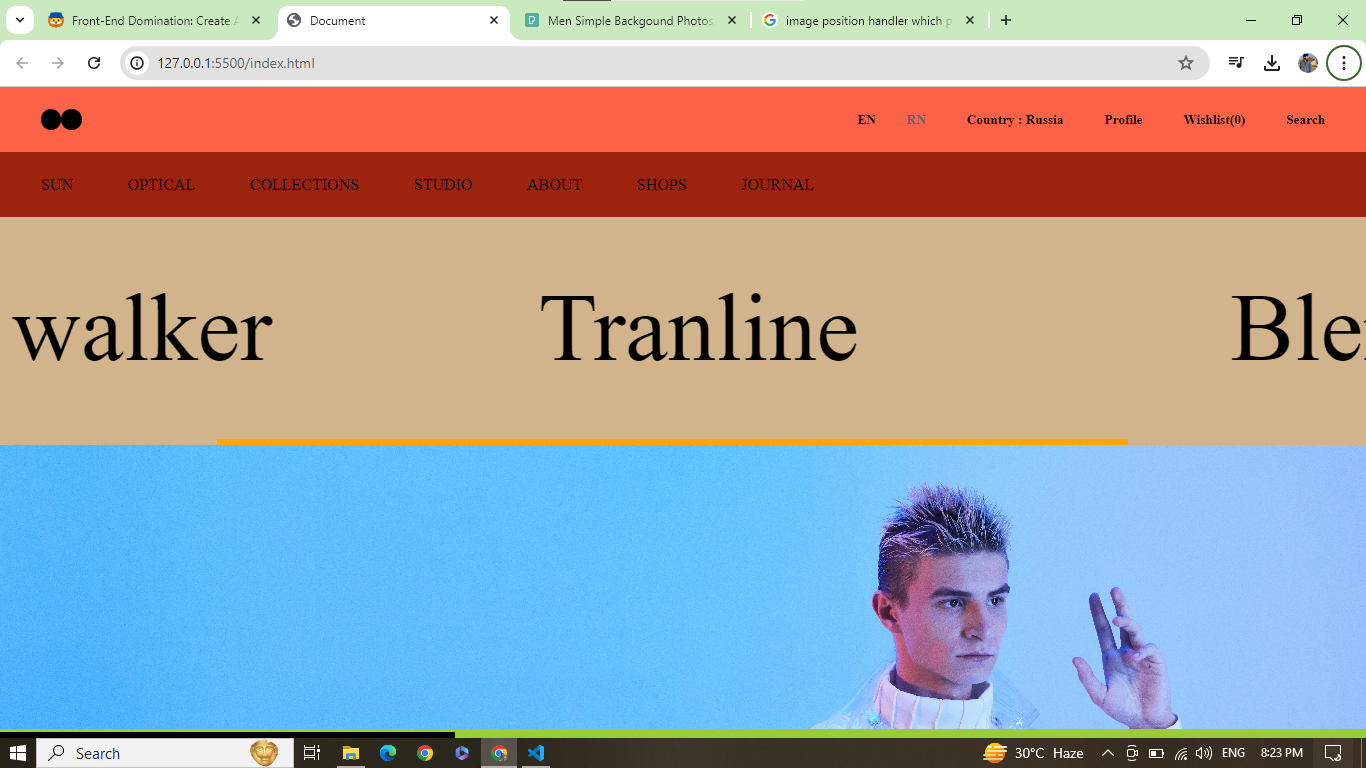 Front-End Domination: Create A
Document
Men Simple Backgound Photos
image position handler which p
127.0.0.1:5500/index.html
EN RN Country : Russia Profile Wishlist(0) Search
SUN OPTICAL COLLECTIONS STUDIO ABOUT SHOPS JOURNAL
walker Tranline Ble
Search
30°C Haze
ENG
8:23 PM